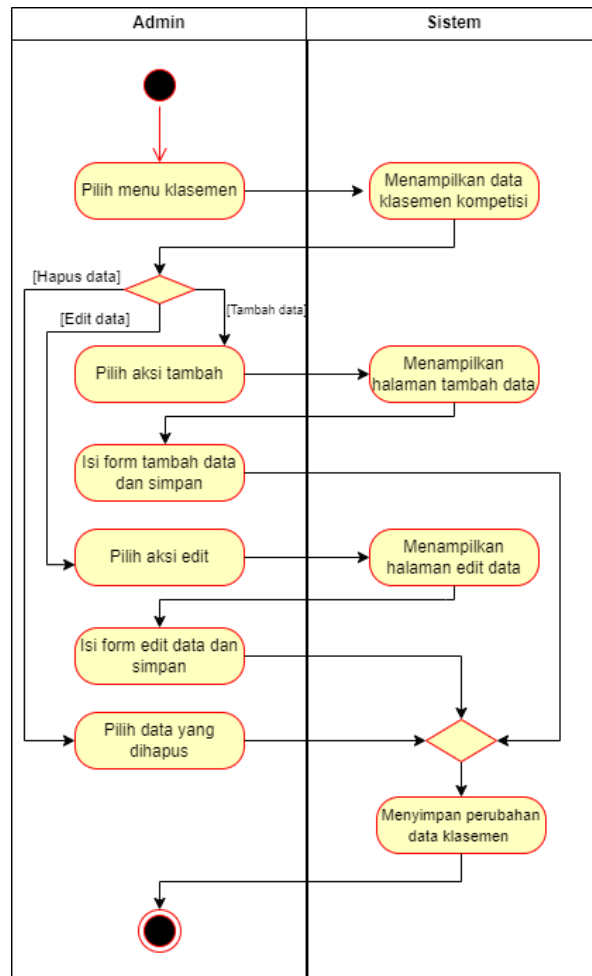 Admin
Sistem
Pilih menu klasemen
Menampilkan data
klasemen kompetisi
[Hapus data]
[Edit data]
[Tambah data]
Pilih aksi tambah
Menampilkan
halaman tambah data
Isi form tambah data
dan simpan
Pilih aksi edit
Menampilkan
halaman edit data
Isi form edit data dan
simpan
Pilih data yang
dihapus
Menyimpan perubahan
data klasemen